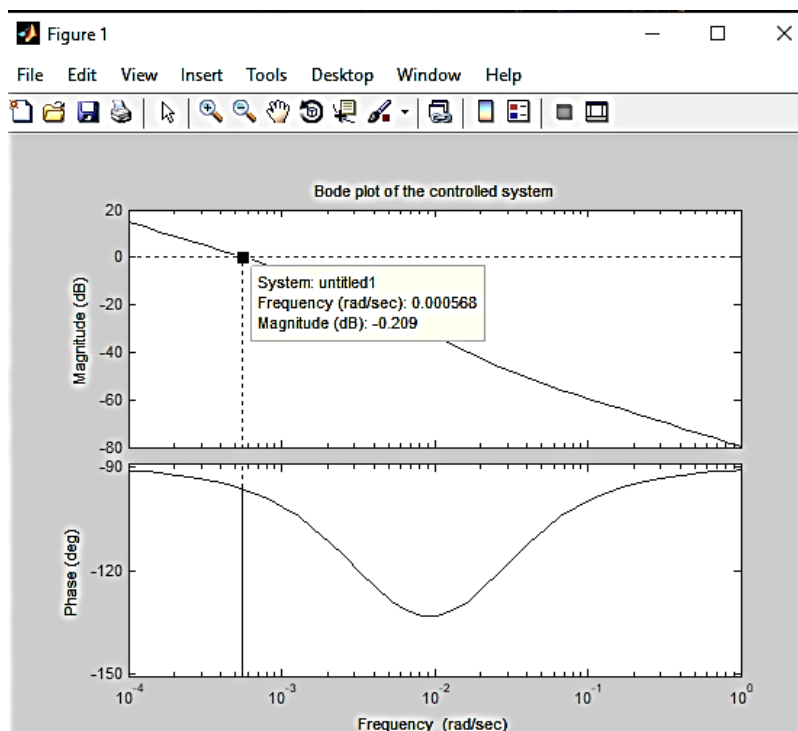 Figure 1
File Edit View Insert Tools Desktop Window Help
Bode plot of the controlled system
20
0
-20
-40
-60
-80
Magnitude (dB)
System: untitled1
Frequency (rad/sec): 0.000568
Magnitude (dB): -0.209
-90
-120
-150
Phase (deg)
10^-4 10^-3 10^-2 10^-1 10^0
Frequency (rad/sec)